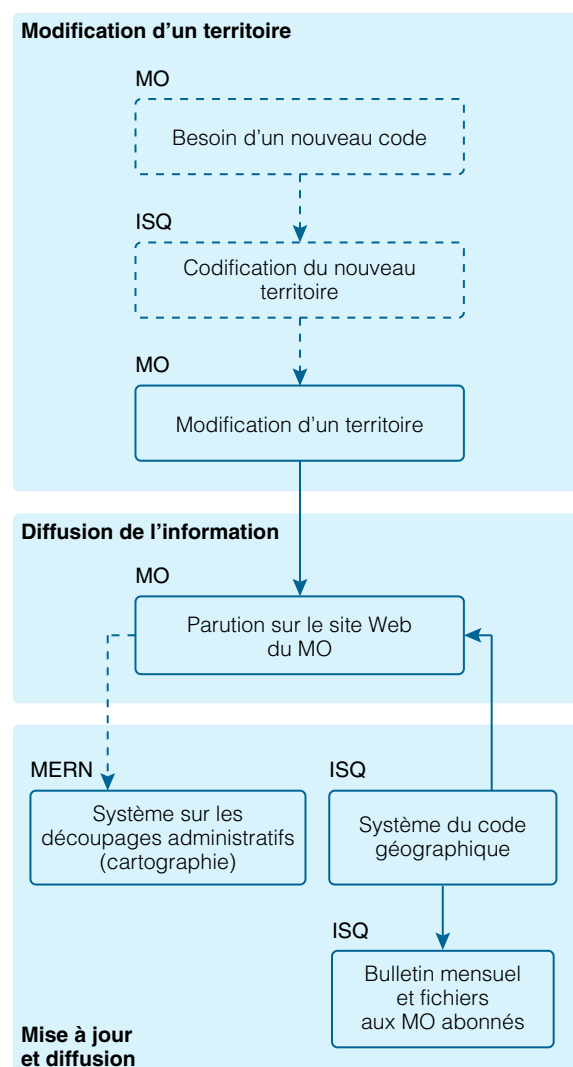 Modification d’un territoire
MO
Besoin d’un nouveau code
ISQ
Codification du nouveau
territoire
MO
Modification d’un territoire
Diffusion de l’information
MO
Parution sur le site Web
du MO
MERN
Système sur les
découpages administratifs
(cartographie)
ISQ
Système du code
géographique
ISQ
Bulletin mensuel
et fichiers
aux MO abonnés
Mise à jour
et diffusion